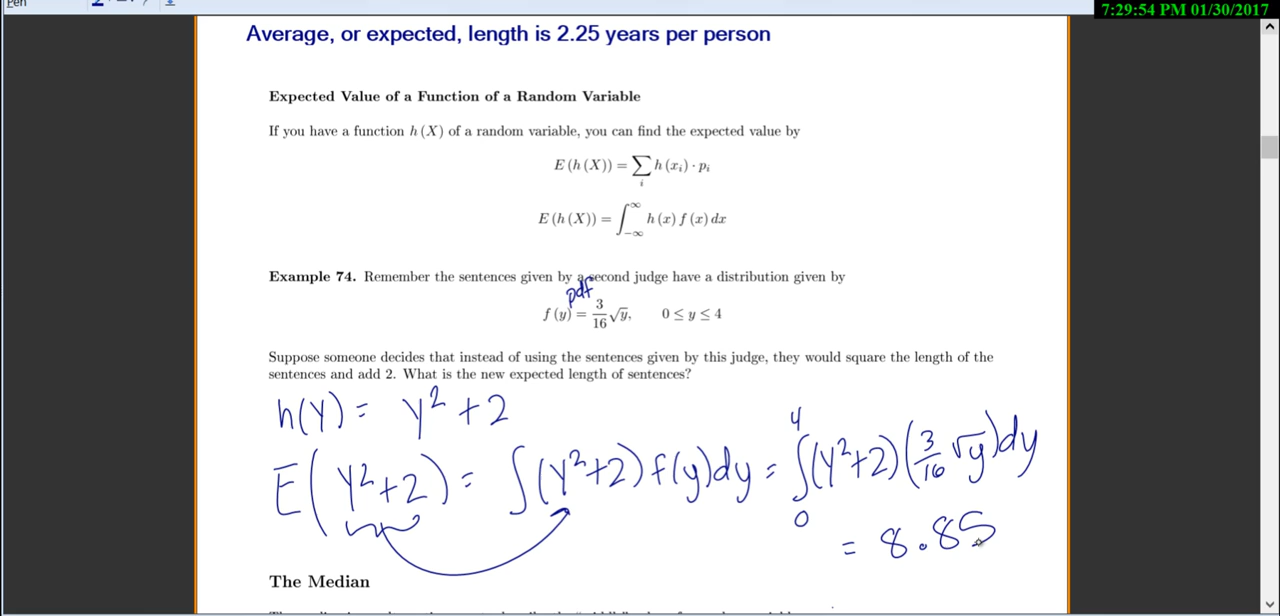 Pen
7:29:54 PM 01/30/2017
Average, or expected, length is 2.25 years per person
Expected Value of a Function of a Random Variable
If you have a function h (X) of a random variable, you can find the expected value by
E (h (X)) = ∑_i h (x_i) · p_i
E (h (X)) = ∫_{-∞}^{∞} h (x) f (x) dx
Example 74. Remember the sentences given by a second judge have a distribution given by
pdf
f (y) = 3/16 √y, 0 ≤ y ≤ 4
Suppose someone decides that instead of using the sentences given by this judge, they would square the length of the
sentences and add 2. What is the new expected length of sentences?
h(Y) = Y² + 2
E(Y²+2) = ∫(y²+2) f(y)dy = ∫_0^4 (y²+2)(3/16 √y)dy
= 8.85
The Median